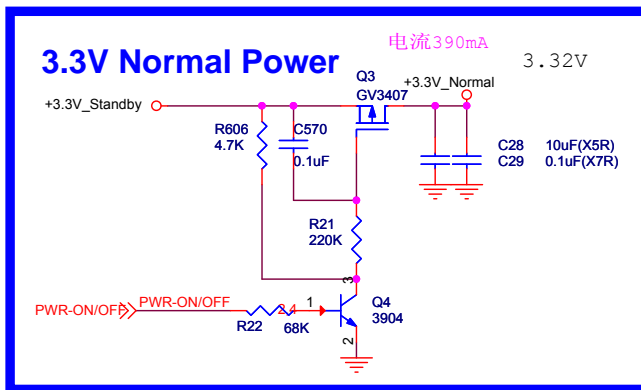 3.3V Normal Power
电流390mA
3.32V
Q3
GV3407
+3.3V_Normal
+3.3V_Standby
R606
4.7K
C570
0.1uF
C28 10uF(X5R)
C29 0.1uF(X7R)
R21
220K
3
PWR-ON/OFF
PWR-ON/OFF
2.4
1
Q4
3904
R22
68K
2